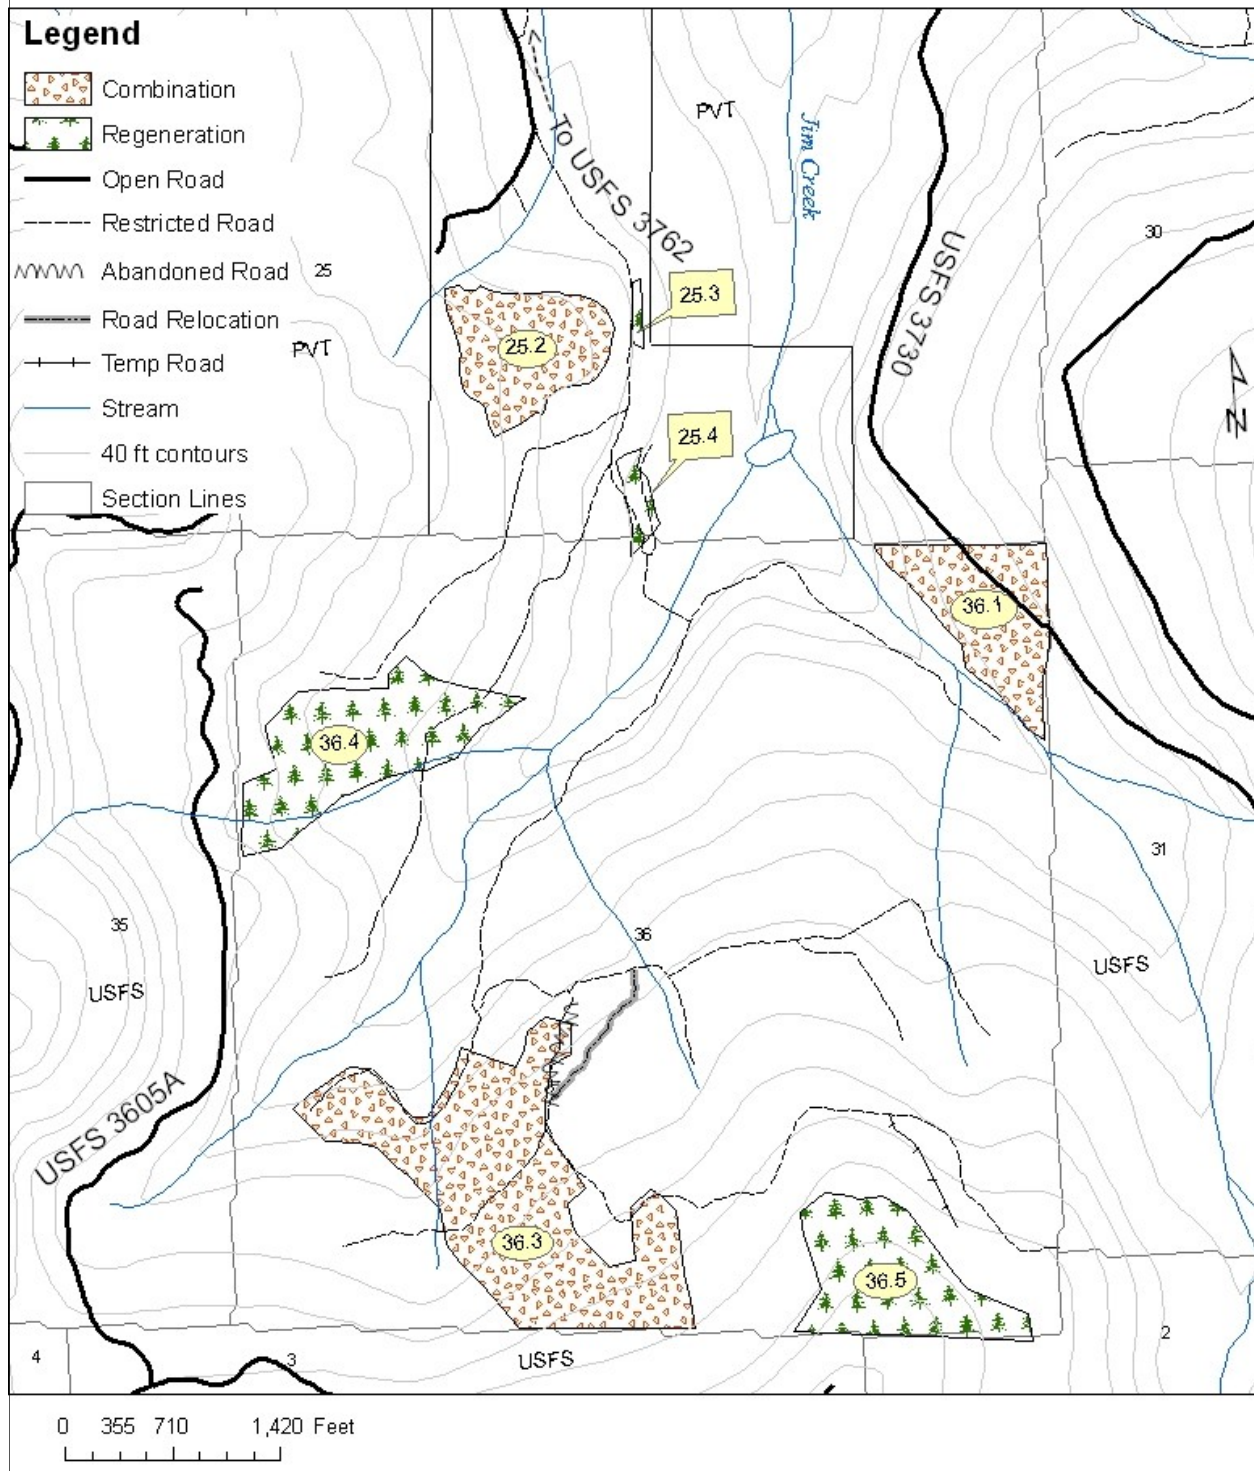 Legend
Combination
Regeneration
Open Road
Restricted Road
Abandoned Road
Road Relocation
Temp Road
Stream
40 ft contours
Section Lines
25
PVT
PVT
To USFS 3762
Jim Creek
USFS 3730
30
25.3
25.2
25.4
N
36.1
36.4
31
35
36
USFS
USFS
USFS 3605A
36.3
36.5
4
3
USFS
2
0 355 710 1,420 Feet